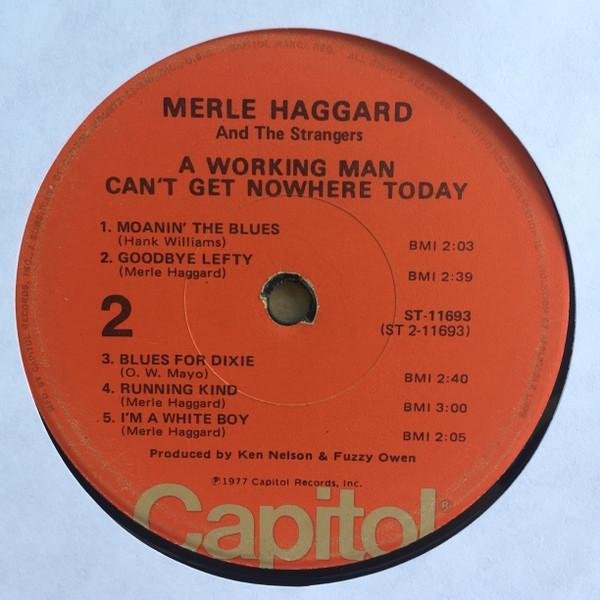 MERLE HAGGARD
And The Strangers
A WORKING MAN
CAN'T GET NOWHERE TODAY
1. MOANIN' THE BLUES
(Hank Williams) BMI 2:03
2. GOODBYE LEFTY
(Merle Haggard) BMI 2:39
2
ST-11693
(ST 2-11693)
3. BLUES FOR DIXIE
(O. W. Mayo) BMI 2:40
4. RUNNING KIND
(Merle Haggard) BMI 3:00
5. I'M A WHITE BOY
(Merle Haggard) BMI 2:05
Produced by Ken Nelson & Fuzzy Owen
℗1977 Capitol Records, Inc.
Capitol®